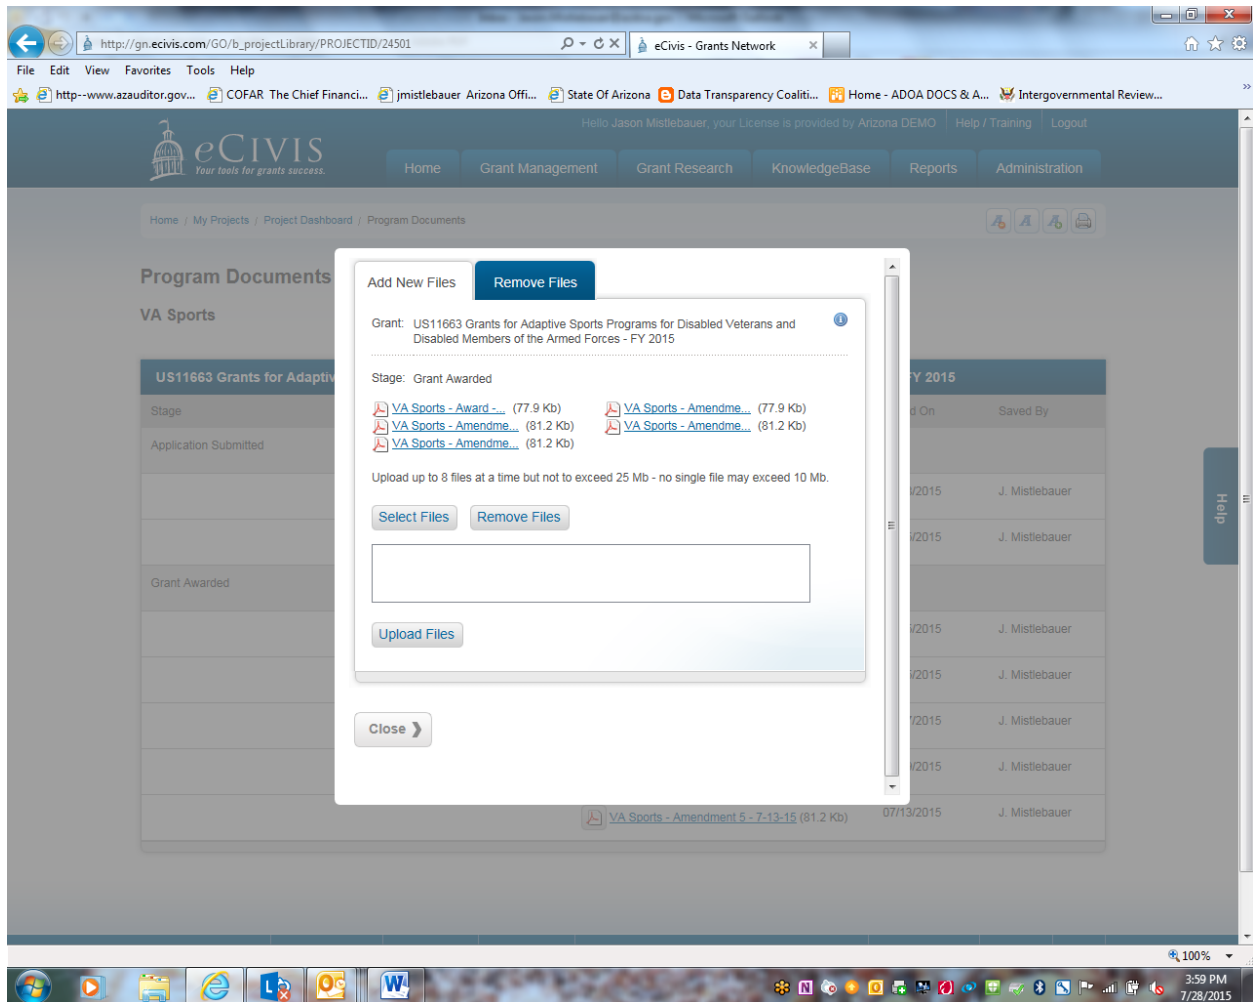 http://gn.ecivis.com/GO/b_projectLibrary/PROJECTID/24501
eCivis - Grants Network
File Edit View Favorites Tools Help
http--www.azauditor.gov... COFAR The Chief Financi... jmistlebauer Arizona Offi... State Of Arizona Data Transparency Coaliti... Home - ADOA DOCS & A... Intergovernmental Review...
Hello Jason Mistlebauer, your License is provided by Arizona DEMO Help / Training Logout
eCIVIS
Your tools for grants success.
Home Grant Management Grant Research KnowledgeBase Reports Administration
Home / My Projects / Project Dashboard / Program Documents
Program Documents
VA Sports
Add New Files Remove Files
Grant: US11663 Grants for Adaptive Sports Programs for Disabled Veterans and
Disabled Members of the Armed Forces - FY 2015
US11663 Grants for Adaptiv FY 2015
Stage: Grant Awarded
Stage d On Saved By
VA Sports - Award -... (77.9 Kb) VA Sports - Amendme... (77.9 Kb)
VA Sports - Amendme... (81.2 Kb) VA Sports - Amendme... (81.2 Kb)
VA Sports - Amendme... (81.2 Kb)
Application Submitted
Upload up to 8 files at a time but not to exceed 25 Mb - no single file may exceed 10 Mb.
/2015 J. Mistlebauer
Select Files Remove Files
/2015 J. Mistlebauer
Grant Awarded
Upload Files
/2015 J. Mistlebauer
/2015 J. Mistlebauer
/2015 J. Mistlebauer
Close
/2015 J. Mistlebauer
VA Sports - Amendment 5 - 7-13-15 (81.2 Kb) 07/13/2015 J. Mistlebauer
Help
100%
3:59 PM
7/28/2015